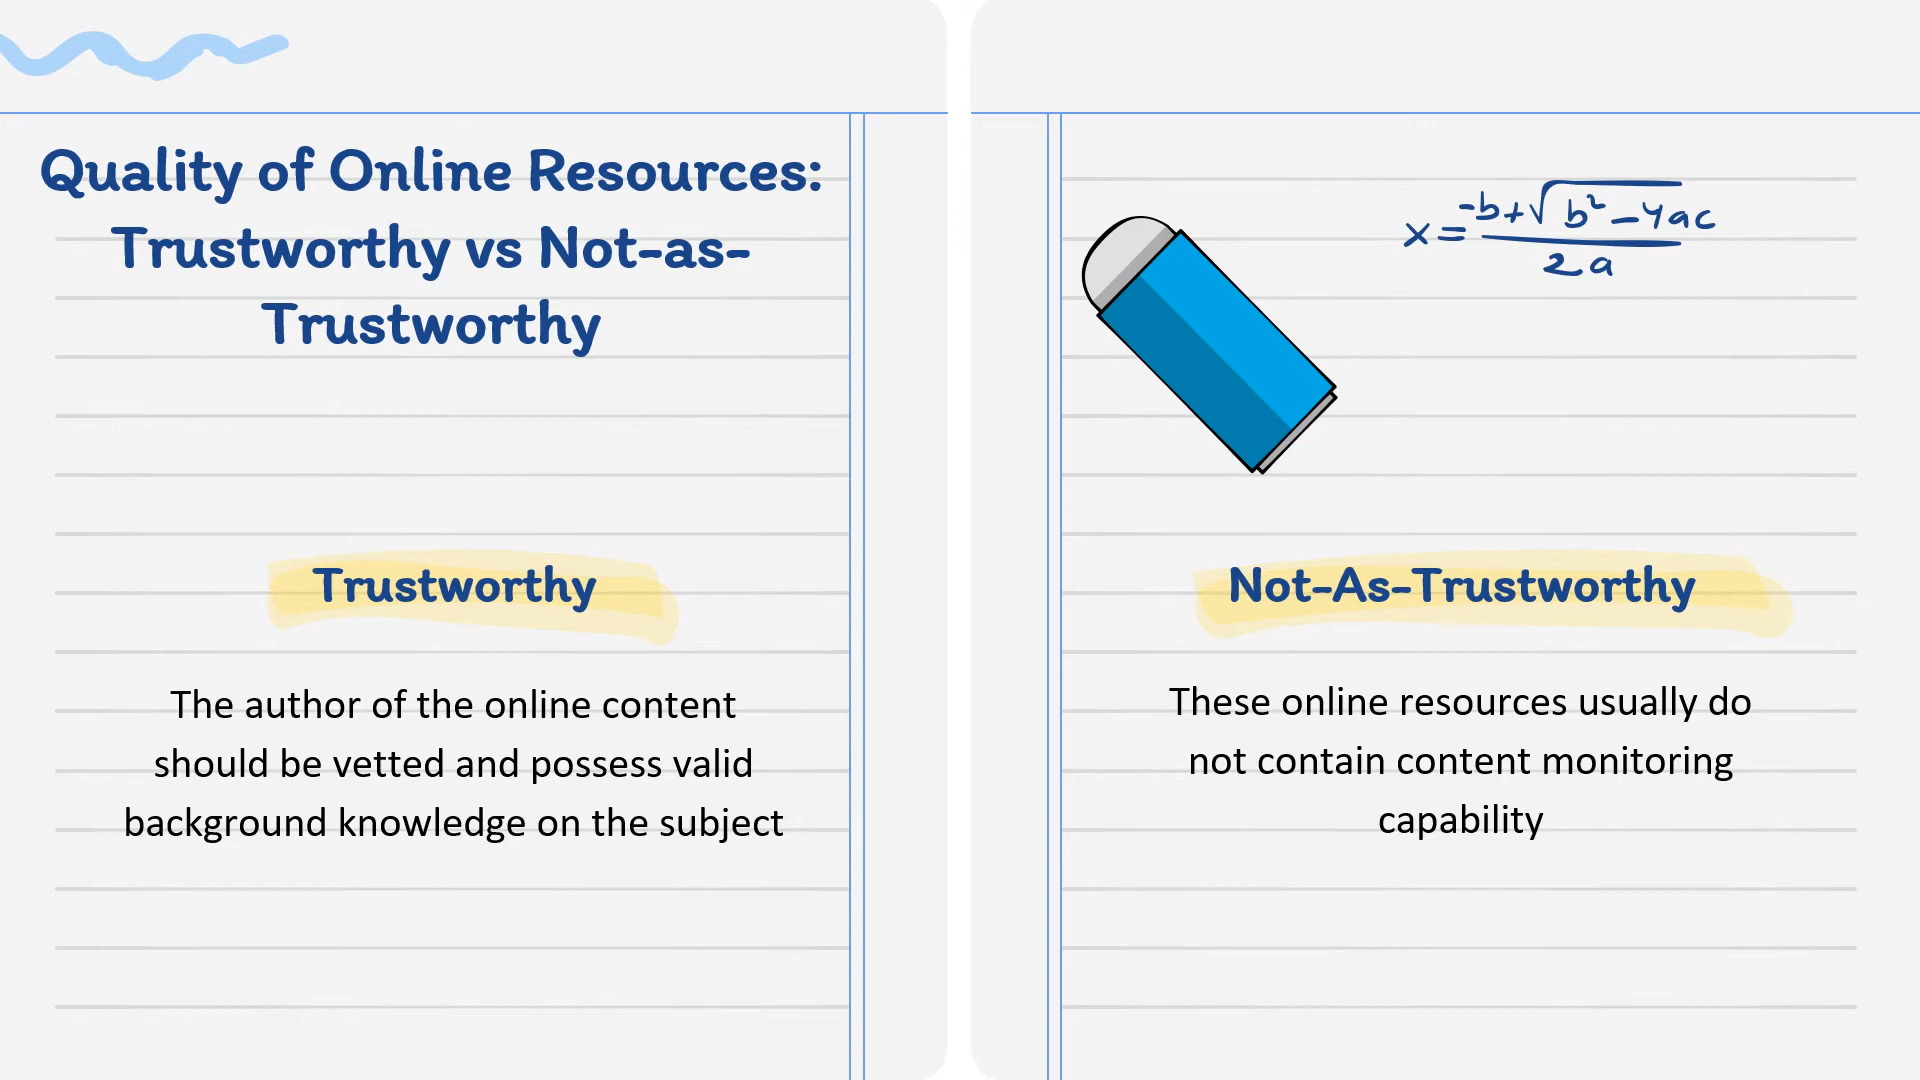 Quality of Online Resources:
Trustworthy vs Not-as-
Trustworthy
x = -b+√b²-4ac
2a
Trustworthy
The author of the online content
should be vetted and possess valid
background knowledge on the subject
Not-As-Trustworthy
These online resources usually do
not contain content monitoring
capability